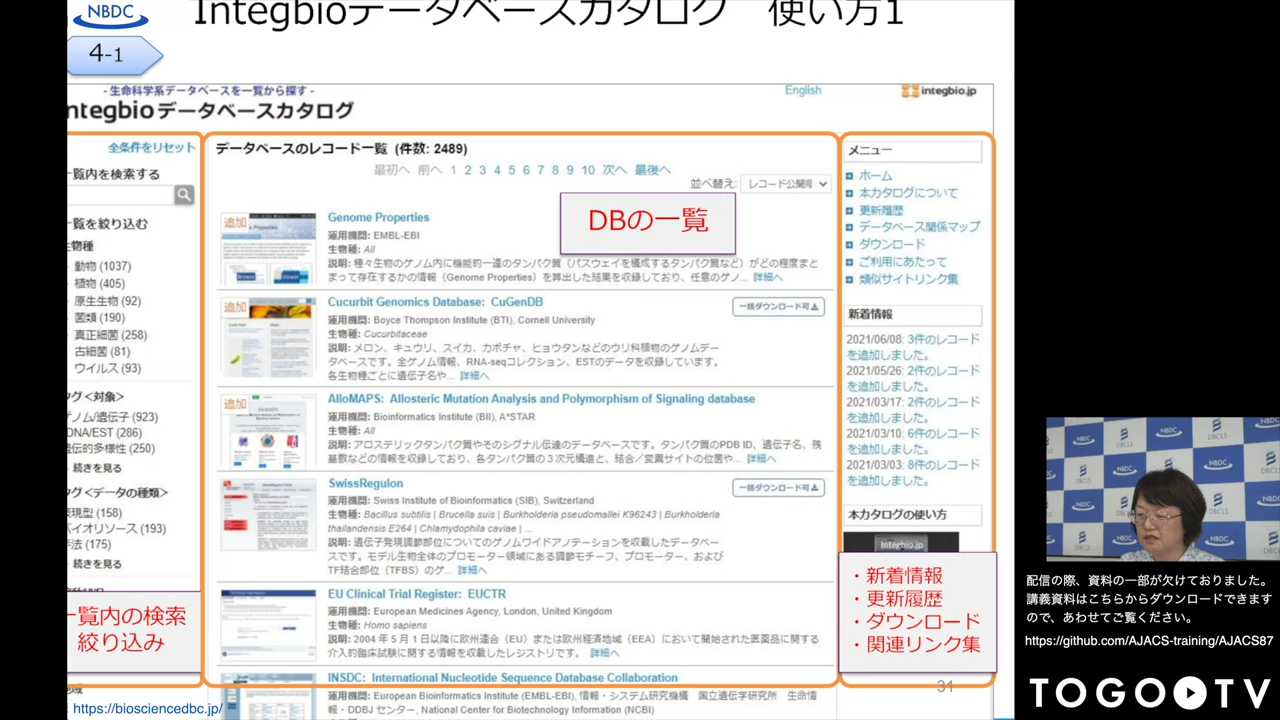 NBDC
Integbioデータベースカタログ 使い方1
4-1
- 生命科学系データベースを一覧から探す -
ntegbioデータベースカタログ
English
integbio.jp
全条件をリセット
一覧内を検索する
一覧を絞り込む
生物種
動物 (1037)
植物 (405)
原生生物 (92)
菌類 (190)
真正細菌 (258)
古細菌 (81)
ウイルス (93)
タグ<対象>
ゲノム/遺伝子 (923)
DNA/EST (286)
遺伝的多様性 (250)
続きを見る
タグ<データの種類>
表現型 (158)
バイオリソース (193)
手法 (175)
続きを見る
一覧内の検索
絞り込み
地域
https://biosciencedbc.jp/
データベースのレコード一覧 (件数: 2489)
最初へ 前へ 1 2 3 4 5 6 7 8 9 10 次へ 最後へ
並べ替え: レコード公開順
DBの一覧
追加
Genome Properties
運用機関: EMBL-EBI
生物種: All
説明: 種々生物のゲノム内に機能的一連のタンパク質（パスウェイを構成するタンパク質など）がどの程度まとまって存在するかの情報（Genome Properties）を算出した結果を収録しており、任意のゲノ... 詳細へ
追加
Cucurbit Genomics Database: CuGenDB
一括ダウンロード可
運用機関: Boyce Thompson Institute (BTI), Cornell University
生物種: Cucurbitaceae
説明: メロン、キュウリ、スイカ、カボチャ、ヒョウタンなどのウリ科植物のゲノムデー
タベースです。全ゲノム情報、RNA-seqコレクション、ESTのデータを収録しています。
各生物種ごとに遺伝子名や... 詳細へ
追加
AlloMAPS: Allosteric Mutation Analysis and Polymorphism of Signaling database
運用機関: Bioinformatics Institute (BII), A*STAR
生物種: All
説明: アロステリックタンパク質やそのシグナル伝達のデータベースです。タンパク質のPDB ID、遺伝子名、残
基数などの情報を収録しており、各タンパク質の３次元構造と、結合／変異サイトの位置や... 詳細へ
SwissRegulon
一括ダウンロード可
運用機関: Swiss Institute of Bioinformatics (SIB), Switzerland
生物種: Bacillus subtilis | Brucella suis | Burkholderia pseudomallei K96243 | Burkholderia
thailandensis E264 | Chlamydophila caviae | ...
説明: 遺伝子発現調節部位についてのゲノムワイドアノテーションを収載したデータベー
スです。モデル生物全体のプロモーター領域にある調節モチーフ、プロモーター、および
TF結合部位（TFBS）のゲ... 詳細へ
EU Clinical Trial Register: EUCTR
運用機関: European Medicines Agency, London, United Kingdom
生物種: Homo sapiens
説明: 2004 年 5 月 1 日以降に欧州連合（EU）または欧州経済地域（EEA）において開始された医薬品に関する
介入的臨床試験に関する情報を収載したレジストリです。 詳細へ
INSDC: International Nucleotide Sequence Database Collaboration
運用機関: European Bioinformatics Institute (EMBL-EBI), 情報・システム研究機構 国立遺伝学研究所 生命情
報・DDBJ センター, National Center for Biotechnology Information (NCBI)
メニュー
ホーム
本カタログについて
更新履歴
データベース関係マップ
ダウンロード
ご利用にあたって
類似サイトリンク集
新着情報
2021/06/08: 3件のレコード
を追加しました。
2021/05/26: 2件のレコード
を追加しました。
2021/03/17: 2件のレコード
を追加しました。
2021/03/10: 6件のレコード
を追加しました。
2021/03/03: 8件のレコード
を追加しました。
本カタログの使い方
Integbio.jp
・新着情報
・更新履歴
・ダウンロード
・関連リンク集
31
NBDC
DBCLS
配信の際、資料の一部が欠けておりました。
講義資料はこちらからダウンロードできます
ので、あわせてご覧ください。
https://github.com/AJACS-training/AJACS87
TOGO TV